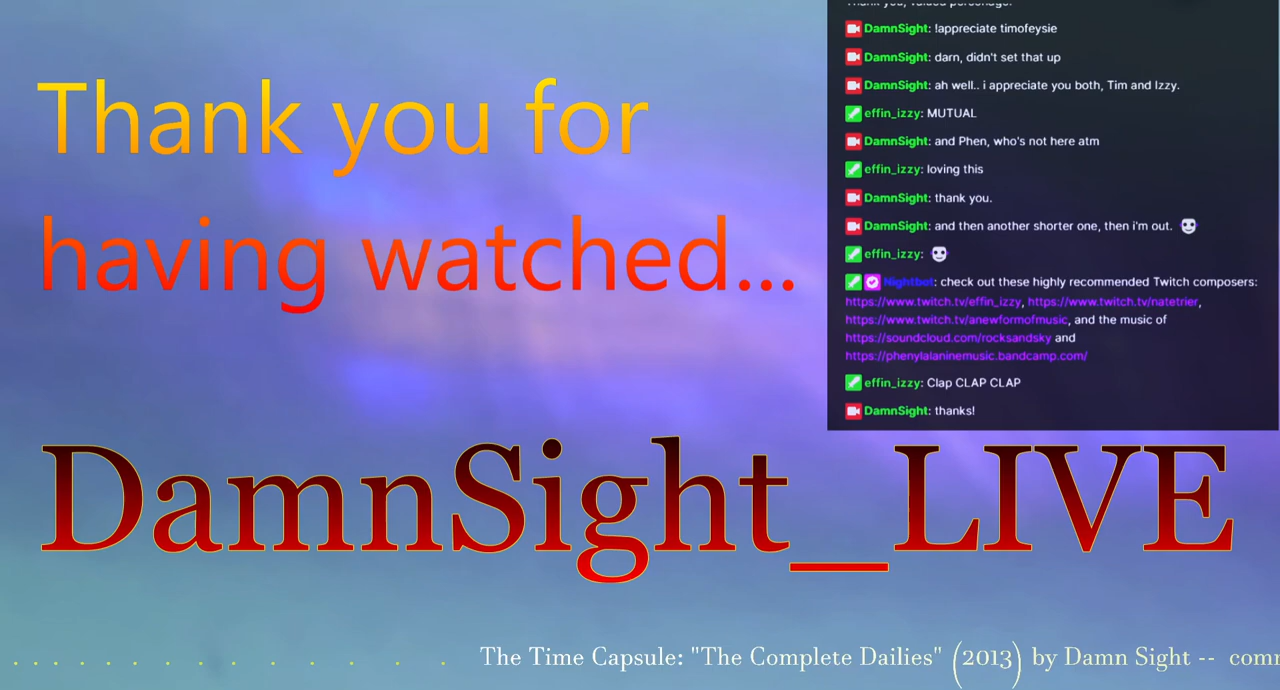 Thank you for
having watched...
Thank you, valued personage!
DamnSight: !appreciate timofeysie
DamnSight: darn, didn't set that up
DamnSight: ah well.. i appreciate you both, Tim and Izzy.
effin_izzy: MUTUAL
DamnSight: and Phen, who's not here atm
effin_izzy: loving this
DamnSight: thank you.
DamnSight: and then another shorter one, then i'm out.
effin_izzy:
Nightbot: check out these highly recommended Twitch composers:
https://www.twitch.tv/effin_izzy, https://www.twitch.tv/natetrier,
https://www.twitch.tv/anewformofmusic, and the music of
https://soundcloud.com/rocksandsky and
https://phenylalaninemusic.bandcamp.com/
effin_izzy: Clap CLAP CLAP
DamnSight: thanks!
DamnSight_LIVE
. . . . . . . . . . . . . The Time Capsule: "The Complete Dailies" (2013) by Damn Sight --